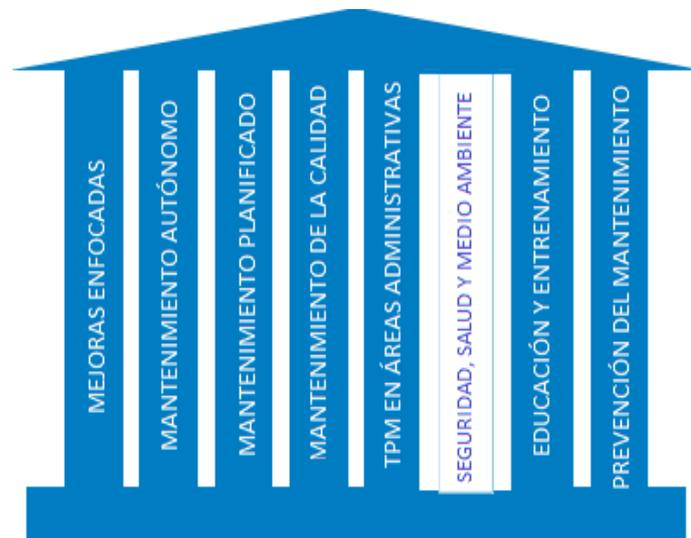 MEJORAS ENFOCADAS
MANTENIMIENTO AUTÓNOMO
MANTENIMIENTO PLANIFICADO
MANTENIMIENTO DE LA CALIDAD
TPM EN ÁREAS ADMINISTRATIVAS
SEGURIDAD, SALUD Y MEDIO AMBIENTE
EDUCACIÓN Y ENTRENAMIENTO
PREVENCIÓN DEL MANTENIMIENTO